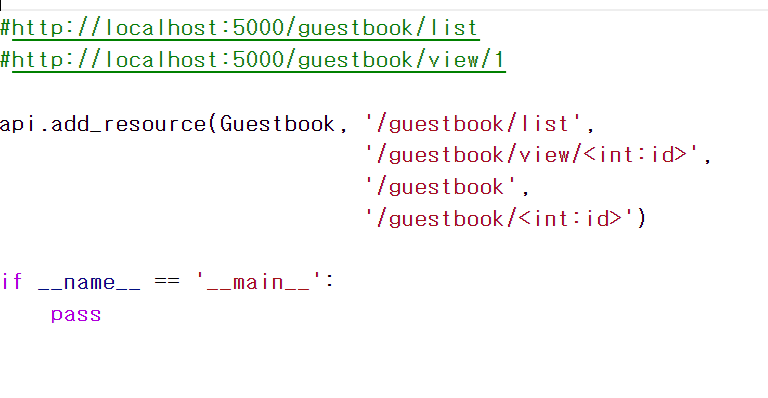 #http://localhost:5000/guestbook/list
#http://localhost:5000/guestbook/view/1
api.add_resource(Guestbook, '/guestbook/list',
'/guestbook/view/<int:id>',
'/guestbook',
'/guestbook/<int:id>')
if __name__ == '__main__':
pass